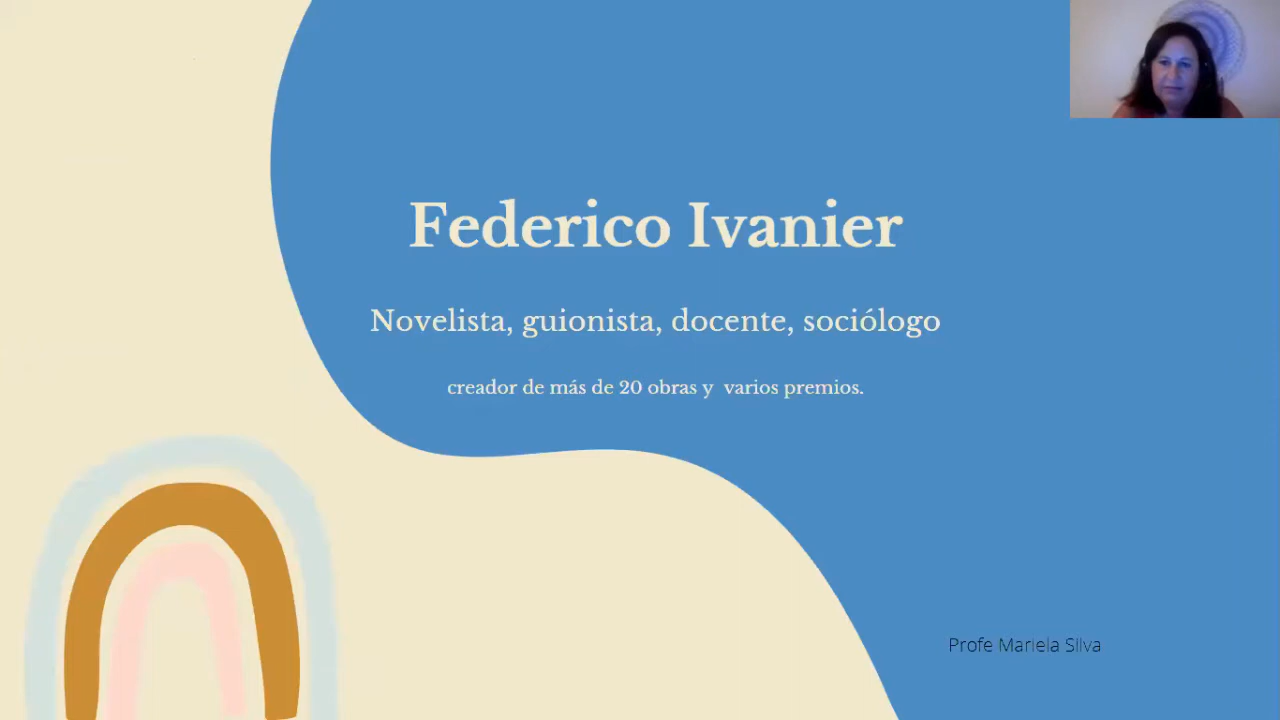 Federico Ivanier
Novelista, guionista, docente, sociólogo
creador de más de 20 obras y  varios premios.
Profe Mariela Silva